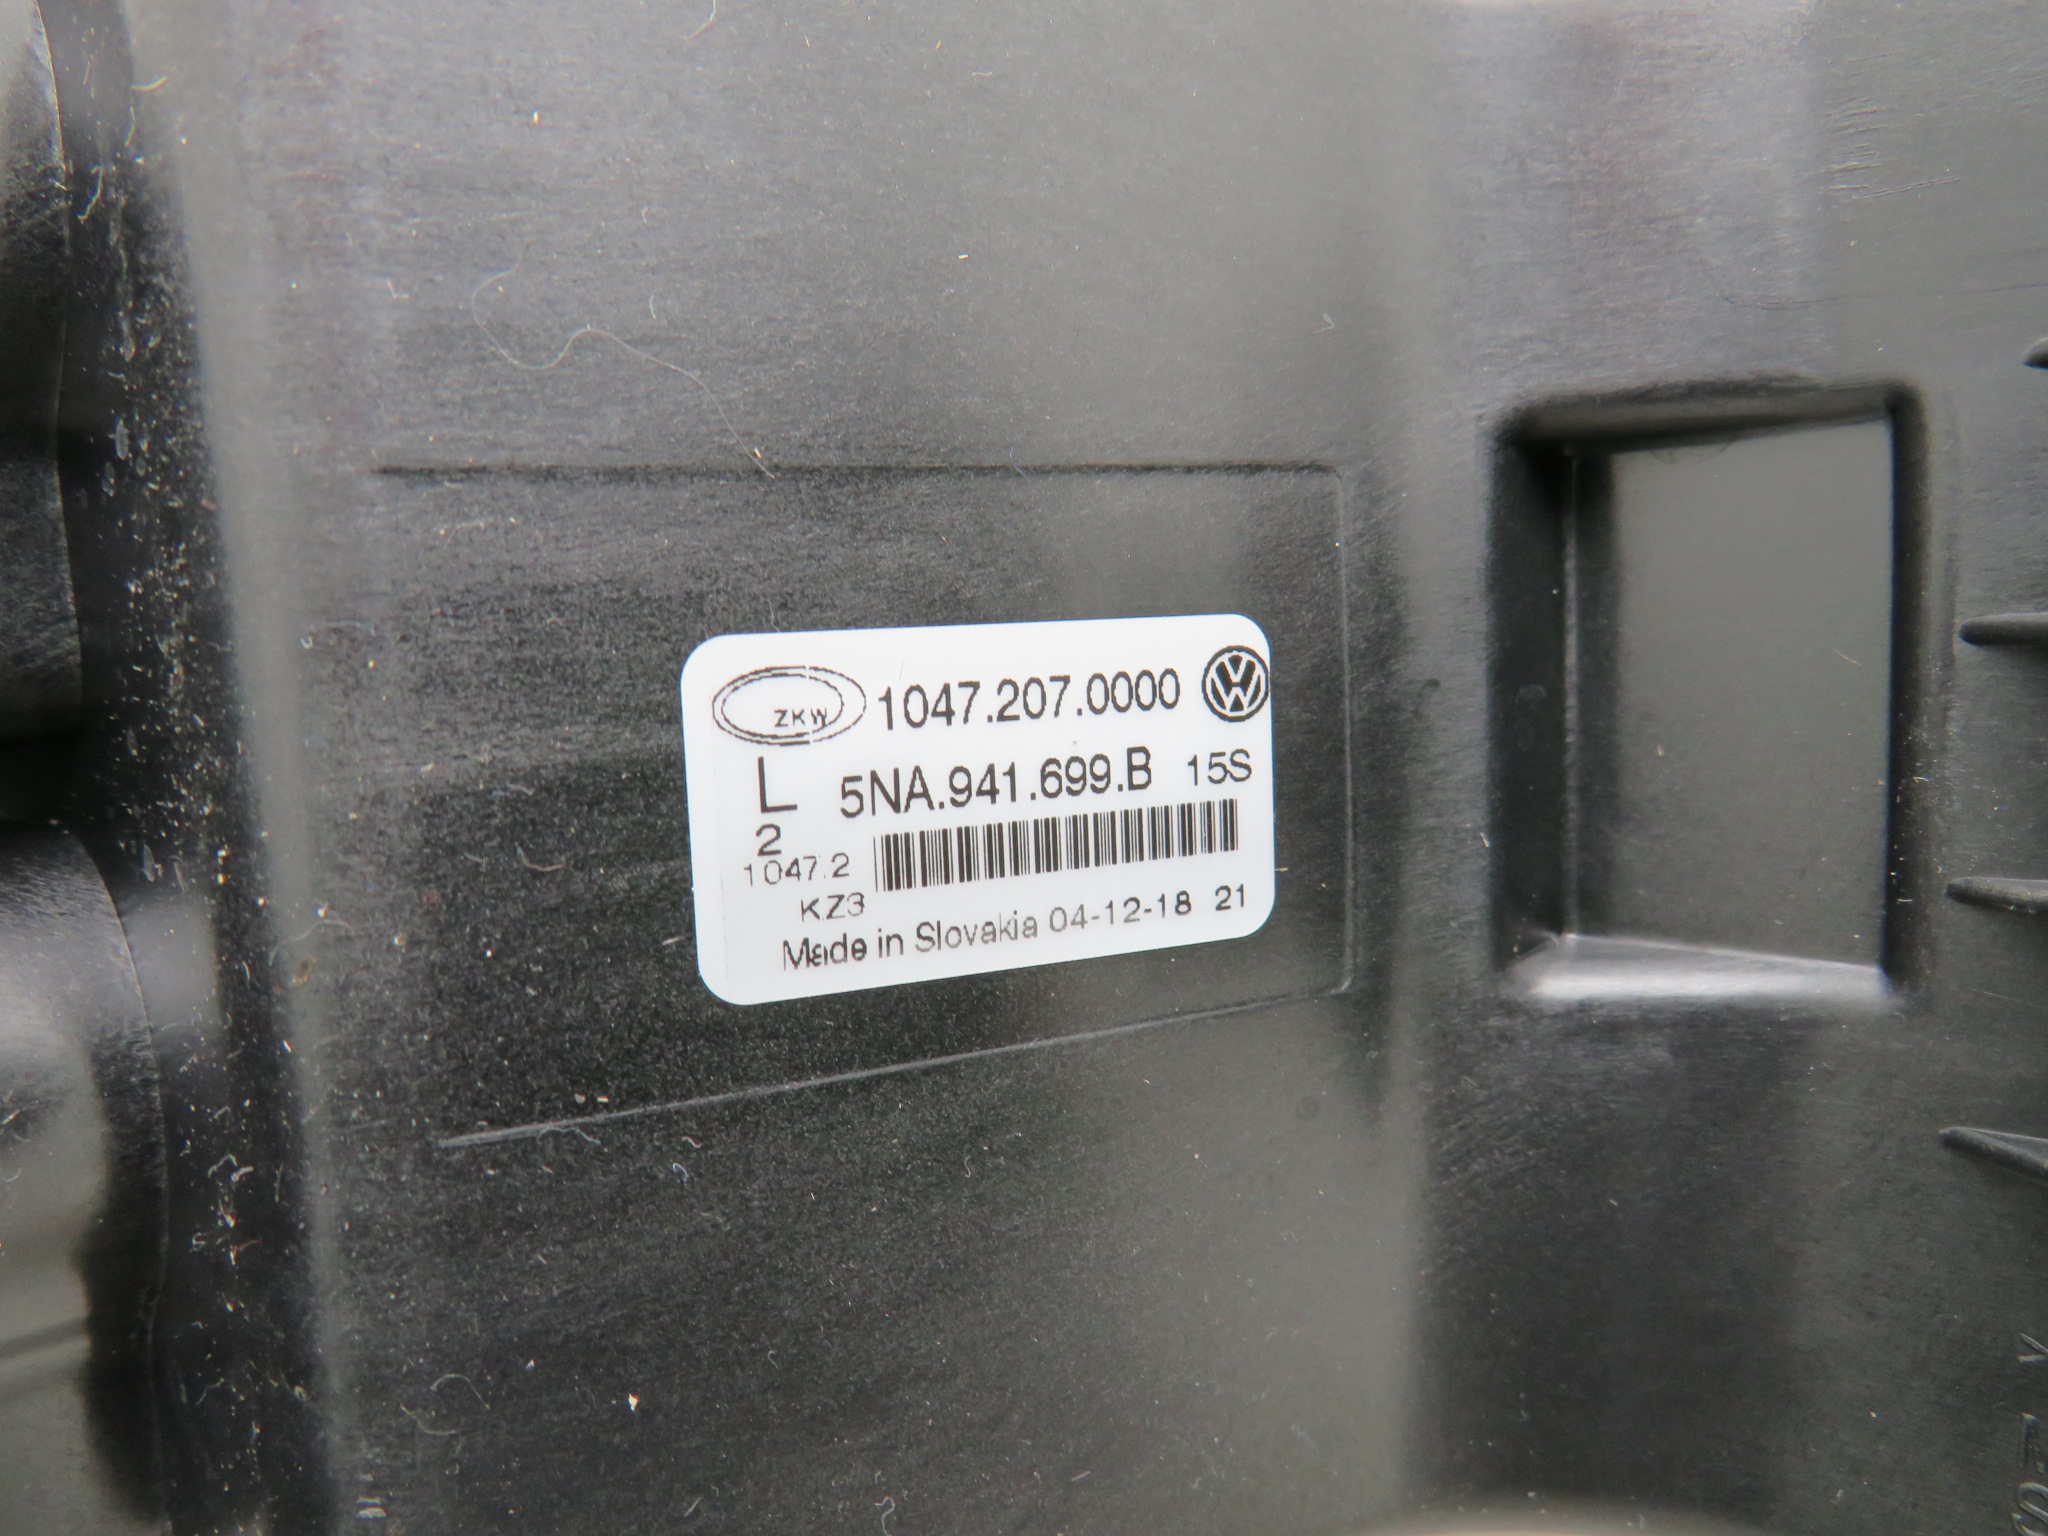 ZKW 1047.207.0000 VW
L 5NA.941.699.B 15S
2
1047.2
KZ3
Made in Slovakia 04-12-18 21